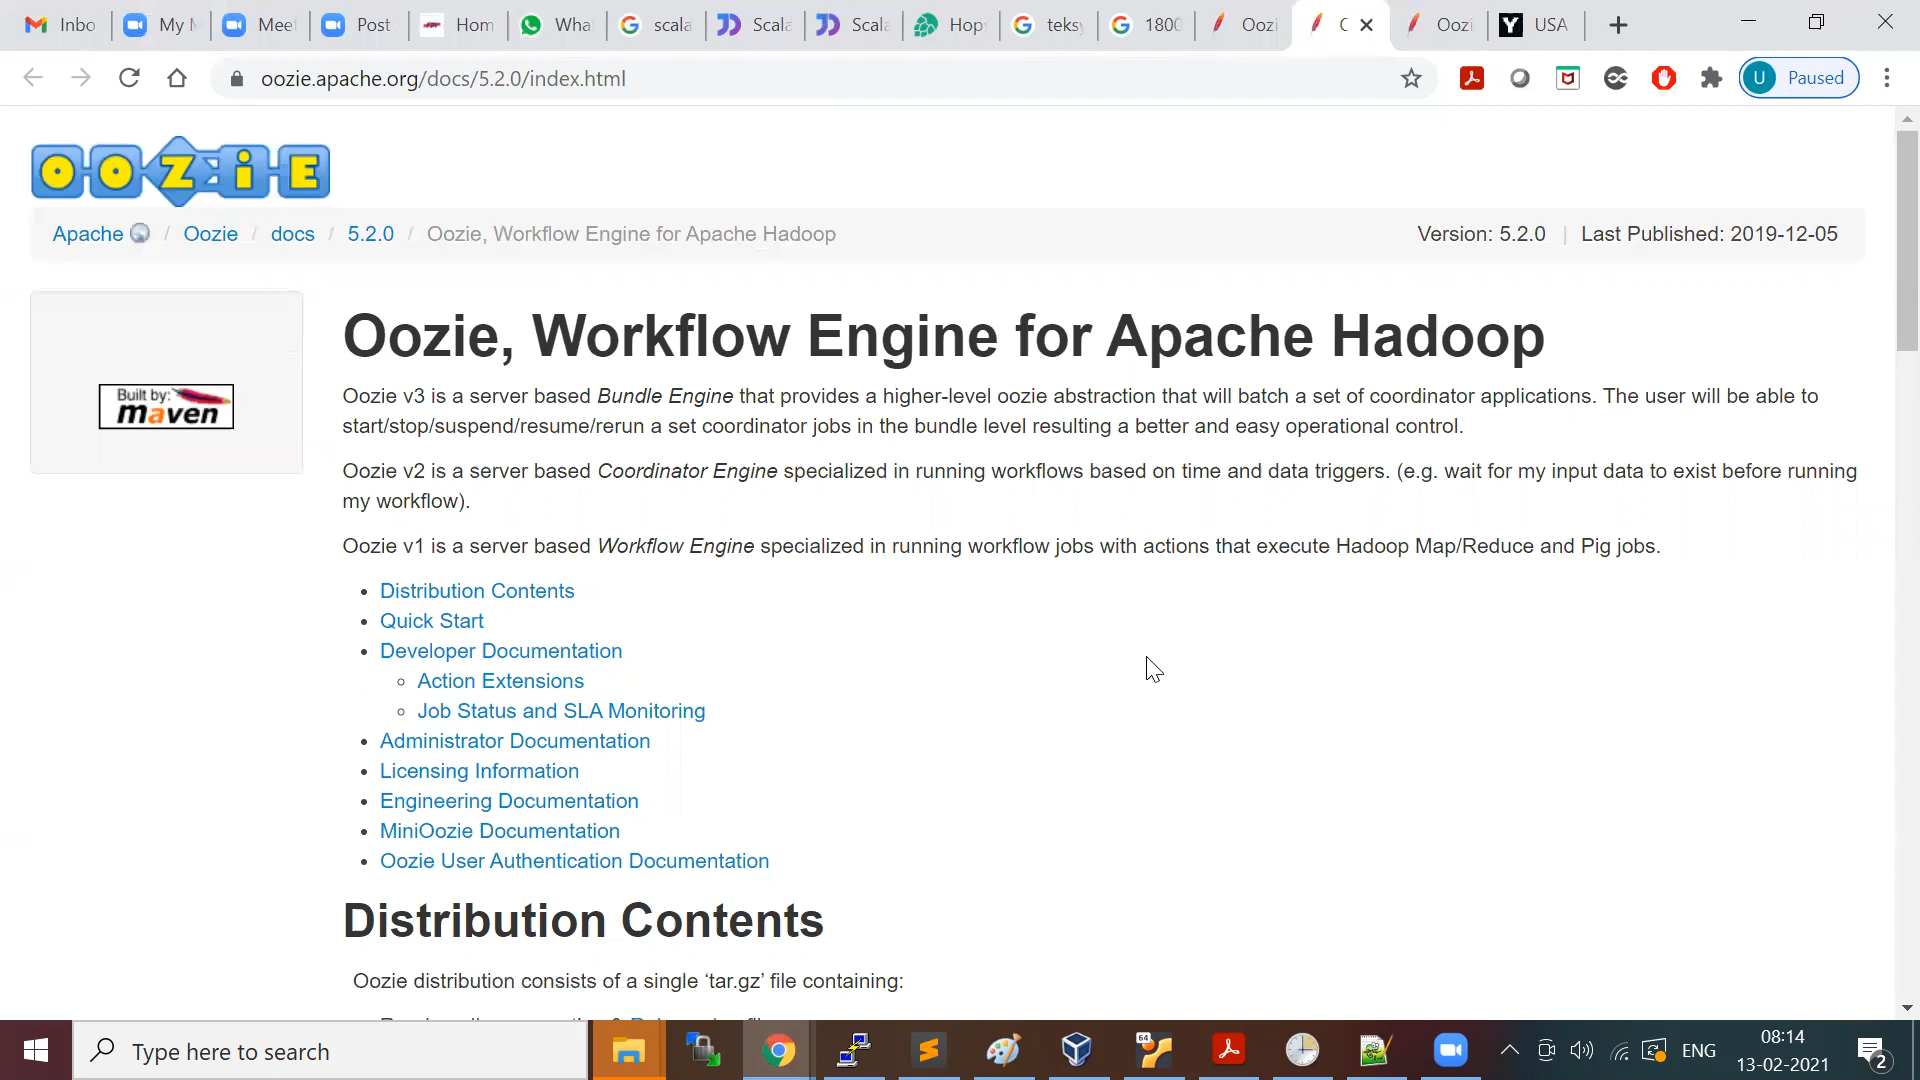 Inbo
My M
Meet
Post
Hom
Wha
scala
Scala
Scala
Hops
teksy
1800
Oozi
Oozi
USA
oozie.apache.org/docs/5.2.0/index.html
U Paused
OOZiE
Apache / Oozie / docs / 5.2.0 / Oozie, Workflow Engine for Apache Hadoop
Version: 5.2.0 | Last Published: 2019-12-05
Built by:
maven
Oozie, Workflow Engine for Apache Hadoop
Oozie v3 is a server based Bundle Engine that provides a higher-level oozie abstraction that will batch a set of coordinator applications. The user will be able to
start/stop/suspend/resume/rerun a set coordinator jobs in the bundle level resulting a better and easy operational control.
Oozie v2 is a server based Coordinator Engine specialized in running workflows based on time and data triggers. (e.g. wait for my input data to exist before running
my workflow).
Oozie v1 is a server based Workflow Engine specialized in running workflow jobs with actions that execute Hadoop Map/Reduce and Pig jobs.
Distribution Contents
Quick Start
Developer Documentation
Action Extensions
Job Status and SLA Monitoring
Administrator Documentation
Licensing Information
Engineering Documentation
MiniOozie Documentation
Oozie User Authentication Documentation
Distribution Contents
Oozie distribution consists of a single ‘tar.gz’ file containing:
Type here to search
64
ENG
08:14
13-02-2021
2